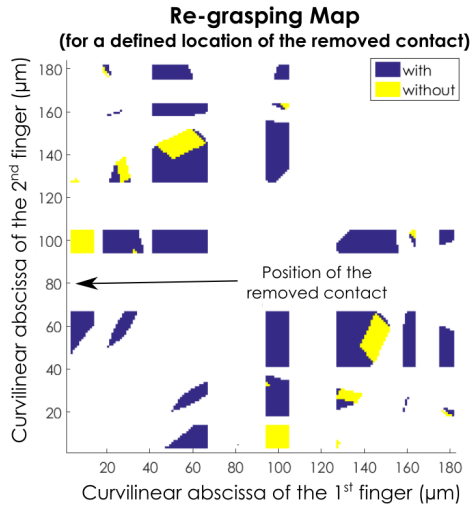 Re-grasping Map
(for a defined location of the removed contact)
with
without
Curvilinear abscissa of the 2nd finger (μm)
180
160
140
120
100
80
60
40
20
Position of the
removed contact
20 40 60 80 100 120 140 160 180
Curvilinear abscissa of the 1st finger (μm)